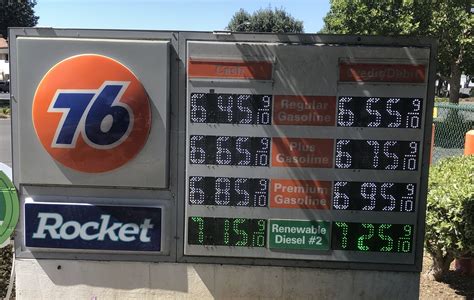 76
Rocket
Cash Credit/Debit
6.45 9/10 Regular Gasoline 6.55 9/10
6.65 9/10 Plus Gasoline 6.75 9/10
6.85 9/10 Premium Gasoline 6.95 9/10
7.15 9/10 Renewable Diesel #2 7.25 9/10